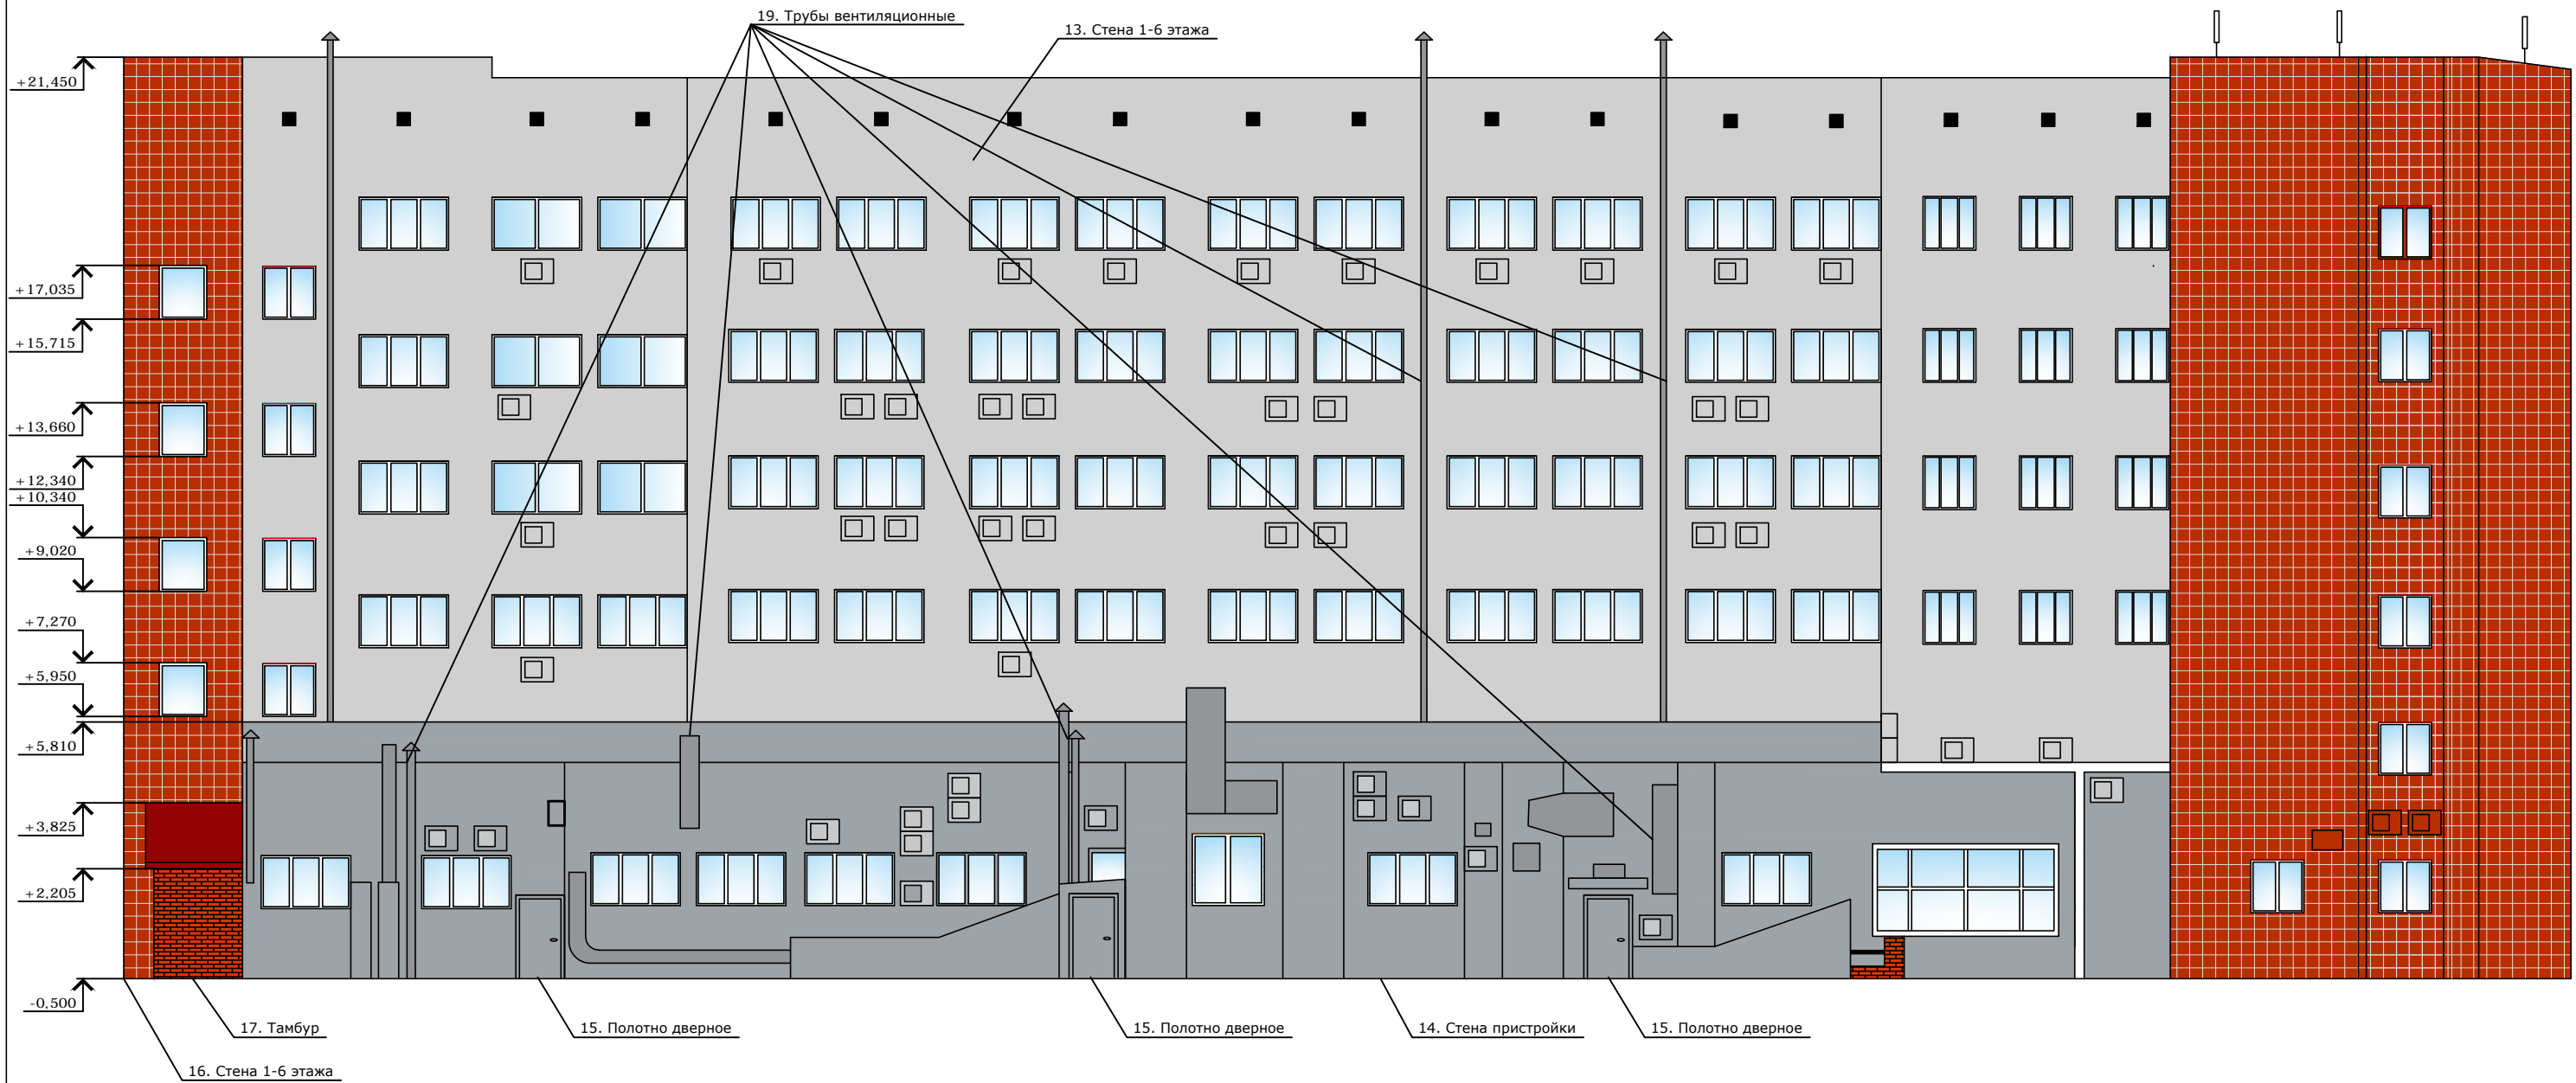 19. Трубы вентиляционные
13. Стена 1-6 этажа
+21,450
+17,035
+15,715
+13,660
+12,340
+10,340
+9,020
+7,270
+5,950
+5,810
+3,825
+2,205
-0,500
17. Тамбур
15. Полотно дверное
15. Полотно дверное
14. Стена пристройки
15. Полотно дверное
16. Стена 1-6 этажа